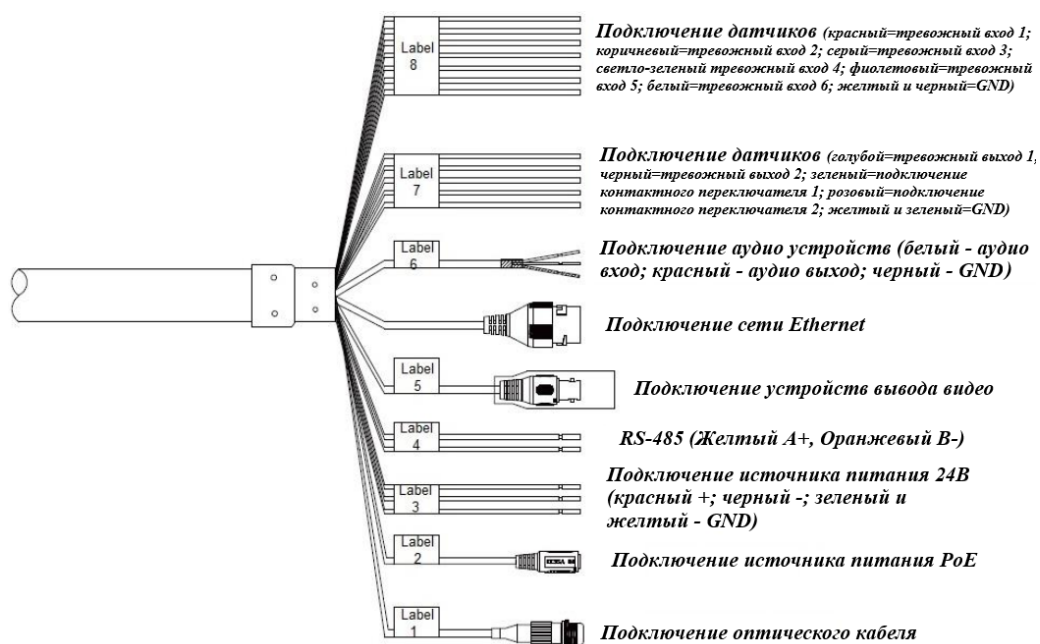 Label
8
Подключение датчиков (красный=тревожный вход 1;
коричневый=тревожный вход 2; серый=тревожный вход 3;
светло-зеленый тревожный вход 4; фиолетовый=тревожный
вход 5; белый=тревожный вход 6; желтый и черный=GND)
Label
7
Подключение датчиков (голубой=тревожный выход 1,
черный=тревожный выход 2; зеленый=подключение
контактного переключателя 1; розовый=подключение
контактного переключателя 2; желтый и зеленый=GND)
Label
6
Подключение аудио устройств (белый - аудио
вход; красный - аудио выход; черный - GND)
Подключение сети Ethernet
Label
5
Подключение устройств вывода видео
Label
4
RS-485 (Желтый А+, Оранжевый В-)
Label
3
Подключение источника питания 24В
(красный +; черный -; зеленый и
желтый - GND)
Label
2
Подключение источника питания PoE
Label
1
Подключение оптического кабеля